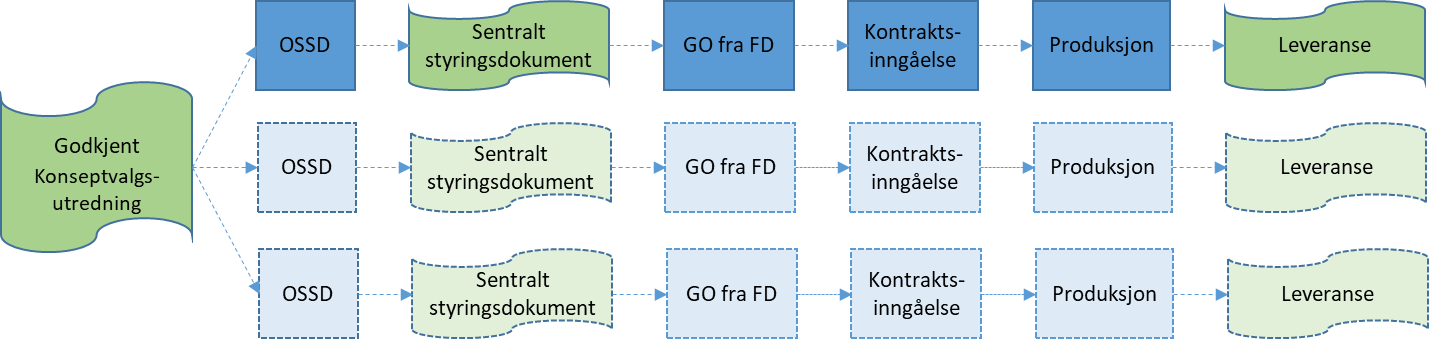 Godkjent
Konseptvalgs-
utredning
OSSD
Sentralt
styringsdokument
GO fra FD
Kontrakts-
inngåelse
Produksjon
Leveranse
OSSD
Sentralt
styringsdokument
GO fra FD
Kontrakts-
inngåelse
Produksjon
Leveranse
OSSD
Sentralt
styringsdokument
GO fra FD
Kontrakts-
inngåelse
Produksjon
Leveranse